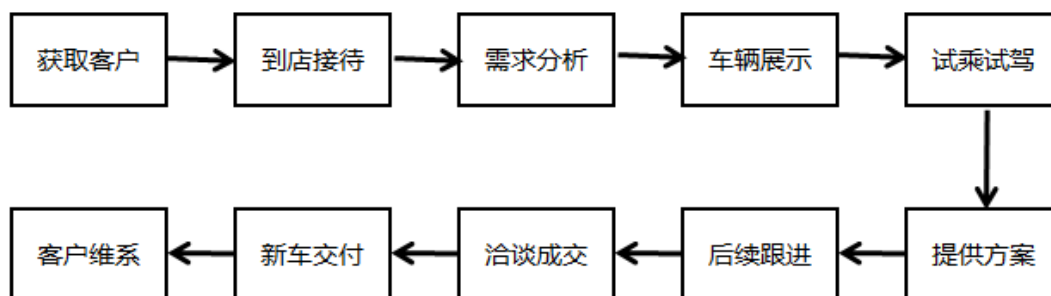 获取客户
到店接待
需求分析
车辆展示
试乘试驾
提供方案
后续跟进
洽谈成交
新车交付
客户维系